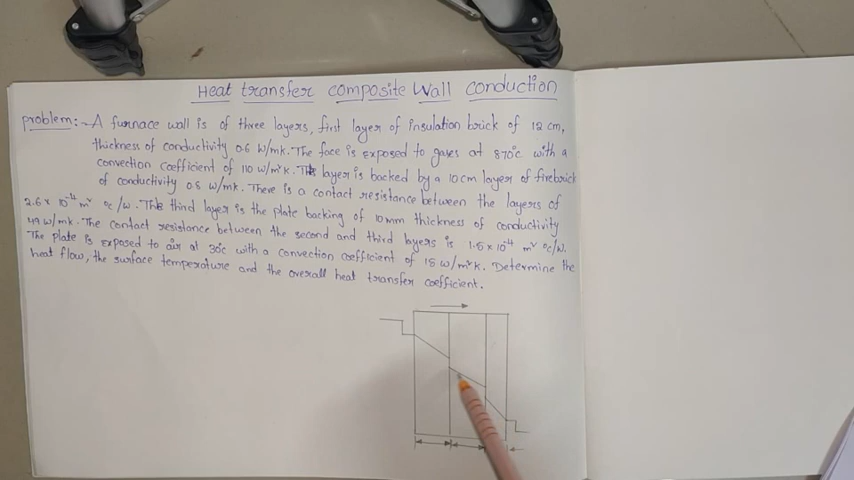 Heat transfer composite Wall conduction
problem:- A furnace wall is of three layers, first layer of insulation brick of 12 cm,
thickness of conductivity 0.6 W/mk. The face is exposed to gases at 870°c with a
convection coefficient of 110 w/m²k. The layer is backed by a 10cm layer of firebrick
of conductivity 0.8 w/mk. There is a contact resistance between the layers of
2.6 x 10⁻⁴ m² °c/w. The third layer is the plate backing of 10mm thickness of conductivity
49 w/mk. The contact resistance between the second and third layers is 1.5 x 10⁻⁴ m² °c/w.
The plate is exposed to air at 30°c with a convection coefficient of 15 w/m²k. Determine the
heat flow, the surface temperature and the overall heat transfer coefficient.